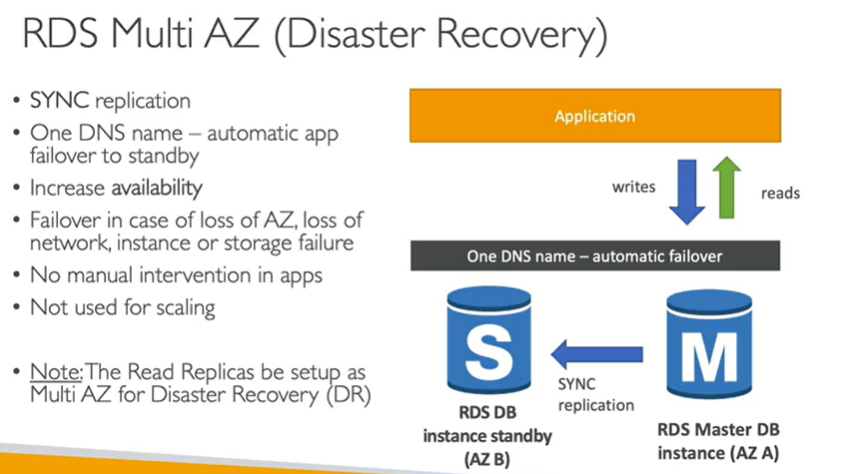 RDS Multi AZ (Disaster Recovery)
• SYNC replication
• One DNS name – automatic app
failover to standby
• Increase availability
• Failover in case of loss of AZ, loss of
network, instance or storage failure
• No manual intervention in apps
• Not used for scaling
• Note:The Read Replicas be setup as
Multi AZ for Disaster Recovery (DR)
Application
writes
reads
One DNS name – automatic failover
S
M
SYNC
replication
RDS DB
instance standby
(AZ B)
RDS Master DB
instance (AZ A)